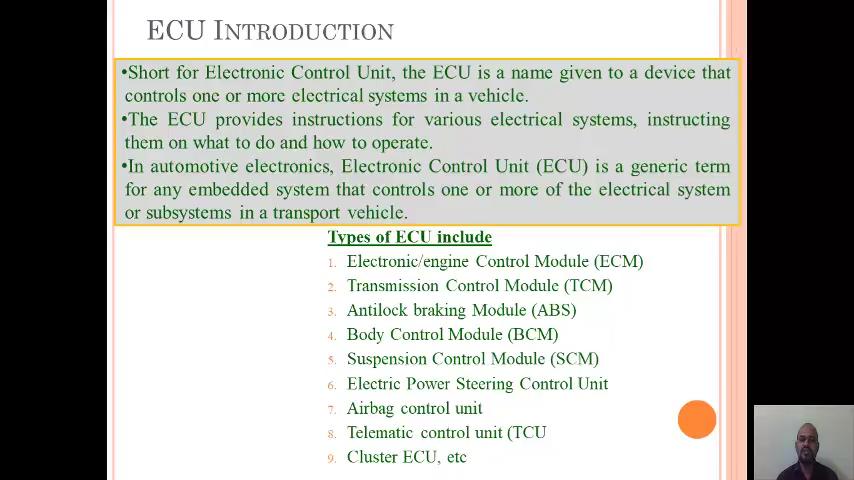 ECU INTRODUCTION
•Short for Electronic Control Unit, the ECU is a name given to a device that
controls one or more electrical systems in a vehicle.
•The ECU provides instructions for various electrical systems, instructing
them on what to do and how to operate.
•In automotive electronics, Electronic Control Unit (ECU) is a generic term
for any embedded system that controls one or more of the electrical system
or subsystems in a transport vehicle.
Types of ECU include
1. Electronic/engine Control Module (ECM)
2. Transmission Control Module (TCM)
3. Antilock braking Module (ABS)
4. Body Control Module (BCM)
5. Suspension Control Module (SCM)
6. Electric Power Steering Control Unit
7. Airbag control unit
8. Telematic control unit (TCU
9. Cluster ECU, etc